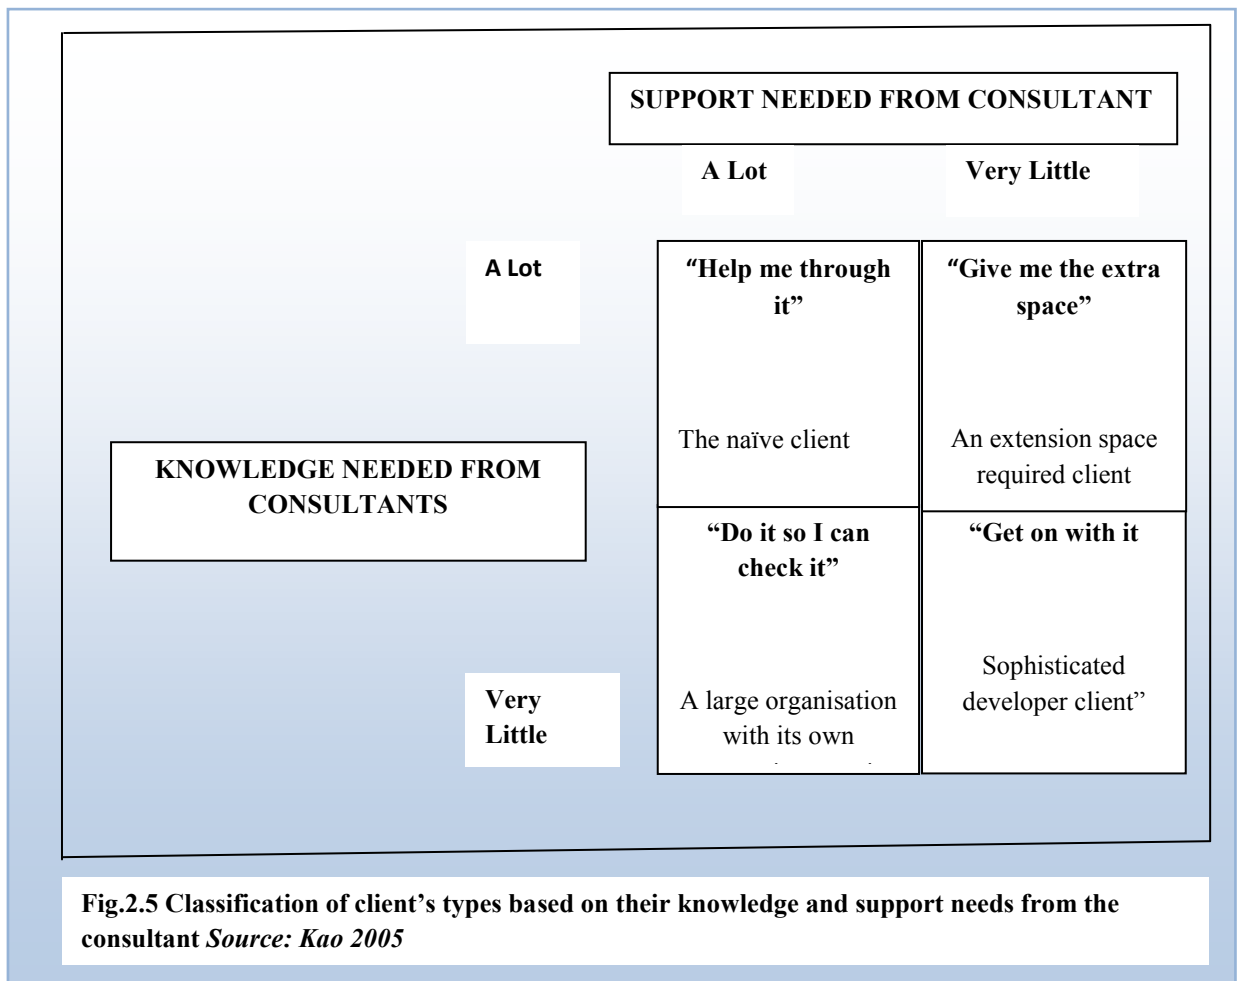 SUPPORT NEEDED FROM CONSULTANT
A Lot
Very Little
A Lot
“Help me through
it”
The naïve client
“Give me the extra
space”
An extension space
required client
KNOWLEDGE NEEDED FROM
CONSULTANTS
Very
Little
“Do it so I can
check it”
A large organisation
with its own
“Get on with it
Sophisticated
developer client”
Fig.2.5 Classification of client’s types based on their knowledge and support needs from the
consultant Source: Kao 2005